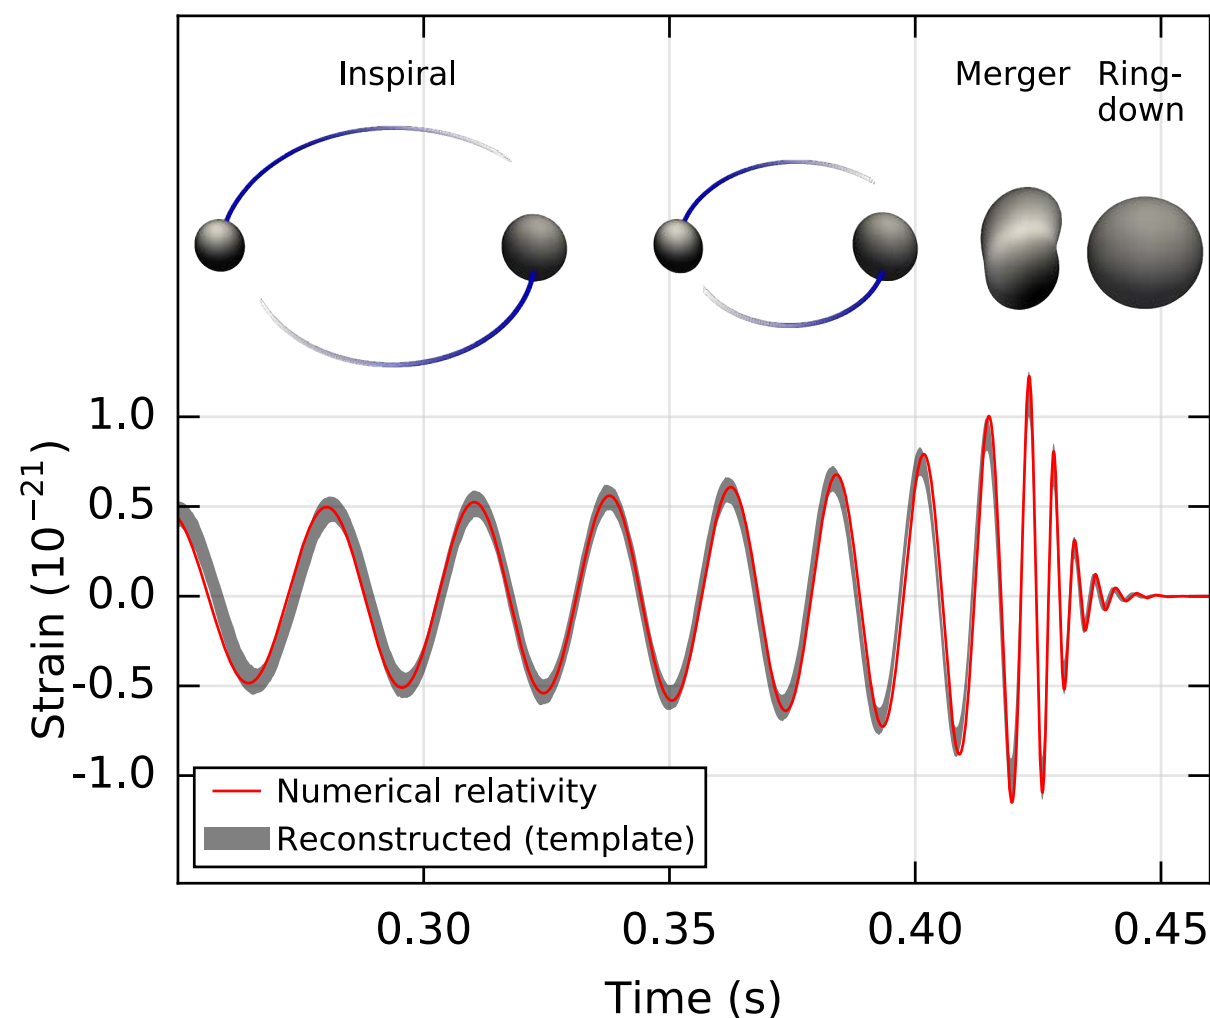 Inspiral
Merger
Ring-
down
1.0
0.5
0.0
-0.5
-1.0
Strain (10⁻²¹)
Numerical relativity
Reconstructed (template)
0.30
0.35
0.40
0.45
Time (s)